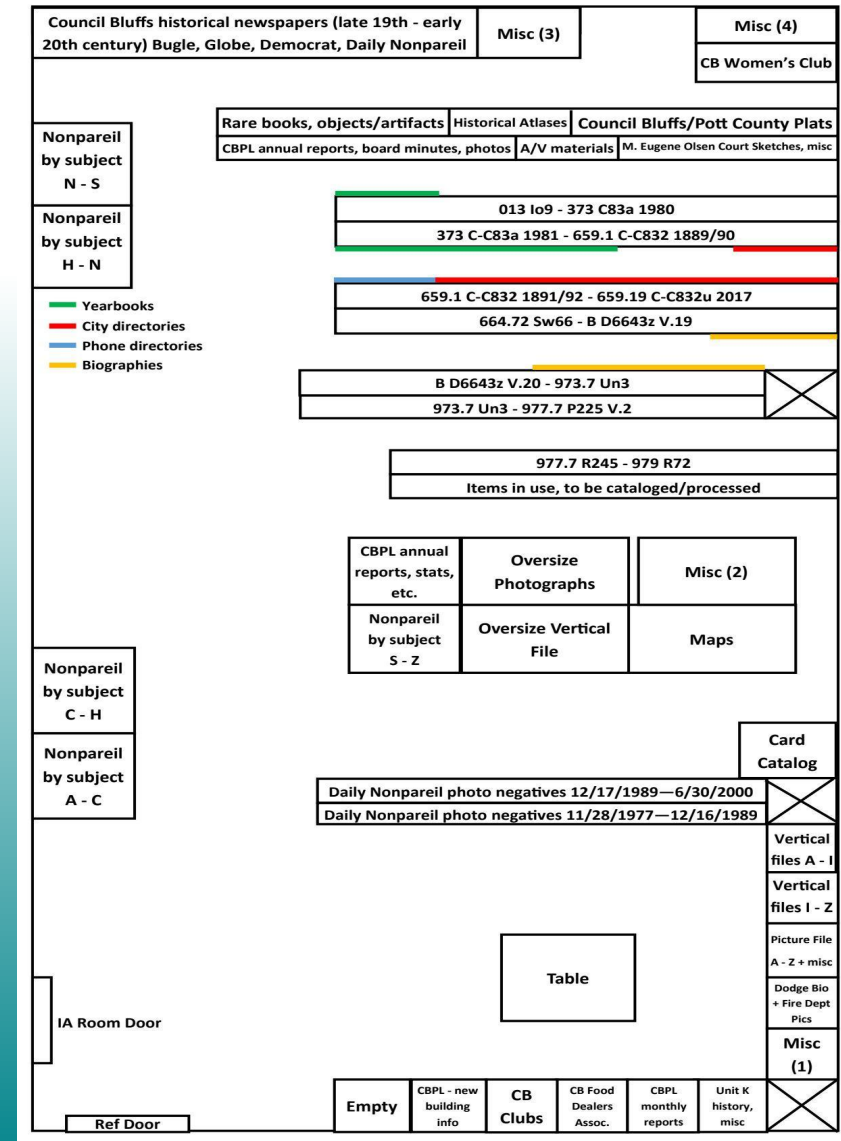 Council Bluffs historical newspapers (late 19th - early
20th century) Bugle, Globe, Democrat, Daily Nonpareil
Misc (3)
Misc (4)
CB Women's Club
Rare books, objects/artifacts
Historical Atlases
Council Bluffs/Pott County Plats
CBPL annual reports, board minutes, photos
A/V materials
M. Eugene Olsen Court Sketches, misc
Nonpareil
by subject
N - S
Nonpareil
by subject
H - N
013 Io9 - 373 C83a 1980
373 C-C83a 1981 - 659.1 C-C832 1889/90
Yearbooks
City directories
Phone directories
Biographies
659.1 C-C832 1891/92 - 659.19 C-C832u 2017
664.72 Sw66 - B D6643z V.19
B D6643z V.20 - 973.7 Un3
973.7 Un3 - 977.7 P225 V.2
977.7 R245 - 979 R72
Items in use, to be cataloged/processed
CBPL annual
reports, stats,
etc.
Oversize
Photographs
Misc (2)
Nonpareil
by subject
S - Z
Oversize Vertical
File
Maps
Nonpareil
by subject
C - H
Nonpareil
by subject
A - C
Card
Catalog
Daily Nonpareil photo negatives 12/17/1989—6/30/2000
Daily Nonpareil photo negatives 11/28/1977—12/16/1989
Vertical
files A - I
Vertical
files I - Z
Picture File
A - Z + misc
Dodge Bio
+ Fire Dept
Pics
Misc
(1)
Table
IA Room Door
Ref Door
Empty
CBPL - new
building
info
CB
Clubs
CB Food
Dealers
Assoc.
CBPL
monthly
reports
Unit K
history,
misc